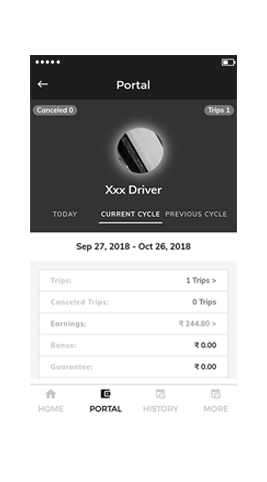 Portal
Canceled 0 Trips 1
Xxx Driver
TODAY CURRENT CYCLE PREVIOUS CYCLE
Sep 27, 2018 - Oct 26, 2018
Trips: 1 Trips >
Canceled Trips: 0 Trips
Earnings: ₹ 244.80 >
Bonus: ₹ 0.00
Guarantee: ₹ 0.00
HOME PORTAL HISTORY MORE